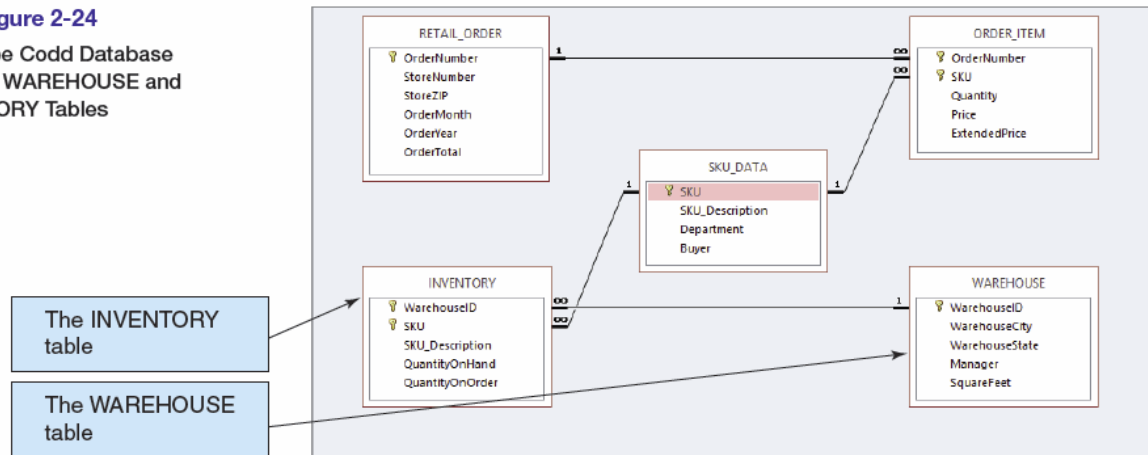 gure 2-24
e Codd Database
WAREHOUSE and
ORY Tables
RETAIL_ORDER
OrderNumber
StoreNumber
StoreZIP
OrderMonth
OrderYear
OrderTotal
1
∞
∞
ORDER_ITEM
OrderNumber
SKU
Quantity
Price
ExtendedPrice
SKU_DATA
SKU
SKU_Description
Department
Buyer
1
1
INVENTORY
WarehouseID
SKU
SKU_Description
QuantityOnHand
QuantityOnOrder
∞
∞
1
WAREHOUSE
WarehouseID
WarehouseCity
WarehouseState
Manager
SquareFeet
The INVENTORY
table
The WAREHOUSE
table